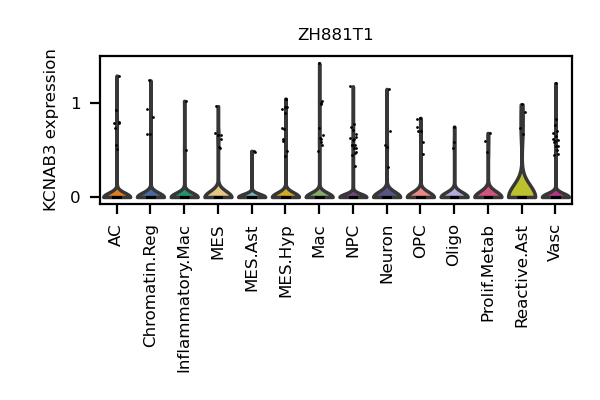 ZH881T1
KCNAB3 expression
1
0
AC
Chromatin.Reg
Inflammatory.Mac
MES
MES.Ast
MES.Hyp
Mac
NPC
Neuron
OPC
Oligo
Prolif.Metab
Reactive.Ast
Vasc